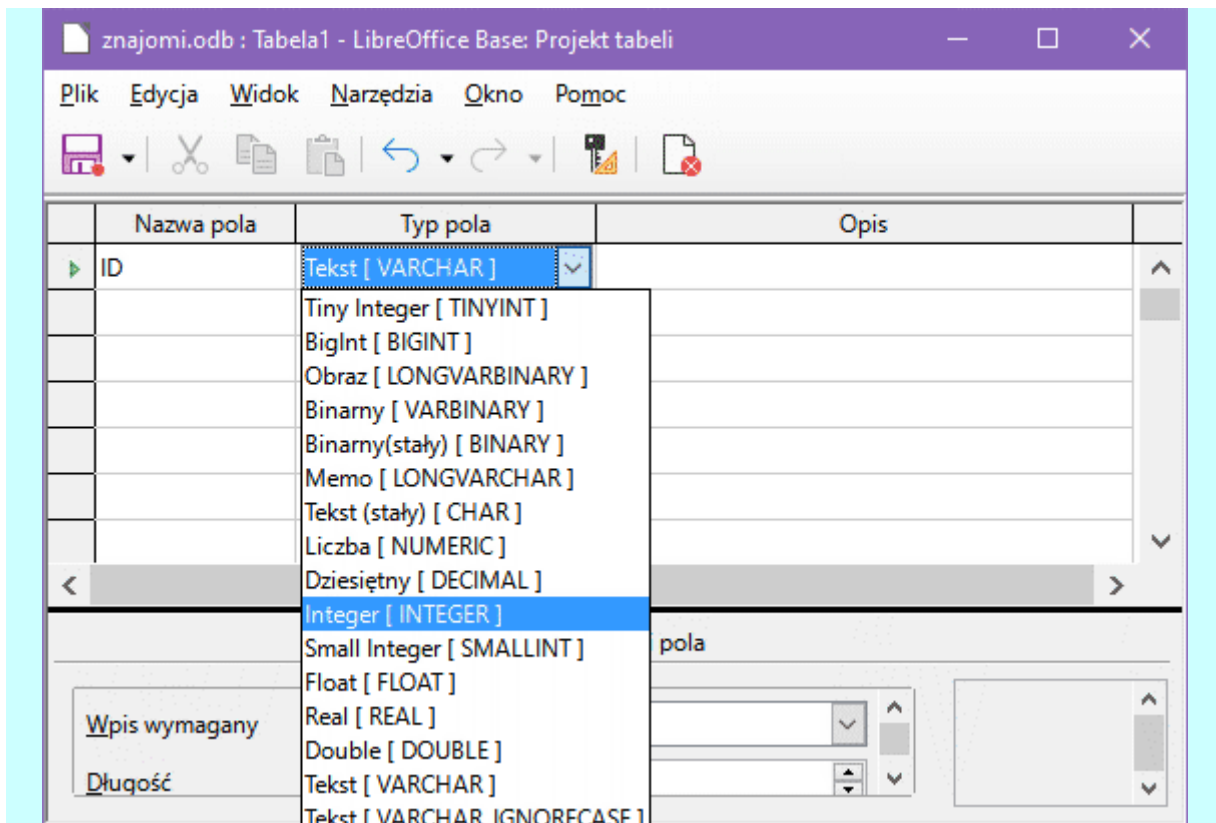 znajomi.odb : Tabela1 - LibreOffice Base: Projekt tabeli
Plik Edycja Widok Narzędzia Okno Pomoc
Nazwa pola Typ pola Opis
ID Tekst [ VARCHAR ]
Tiny Integer [ TINYINT ]
BigInt [ BIGINT ]
Obraz [ LONGVARBINARY ]
Binarny [ VARBINARY ]
Binarny(stały) [ BINARY ]
Memo [ LONGVARCHAR ]
Tekst (stały) [ CHAR ]
Liczba [ NUMERIC ]
Dziesiętny [ DECIMAL ]
Integer [ INTEGER ]
Small Integer [ SMALLINT ]
pola
Float [ FLOAT ]
Real [ REAL ]
Wpis wymagany
Double [ DOUBLE ]
Tekst [ VARCHAR ]
Długość
Tekst [ VARCHAR_IGNORECASE ]